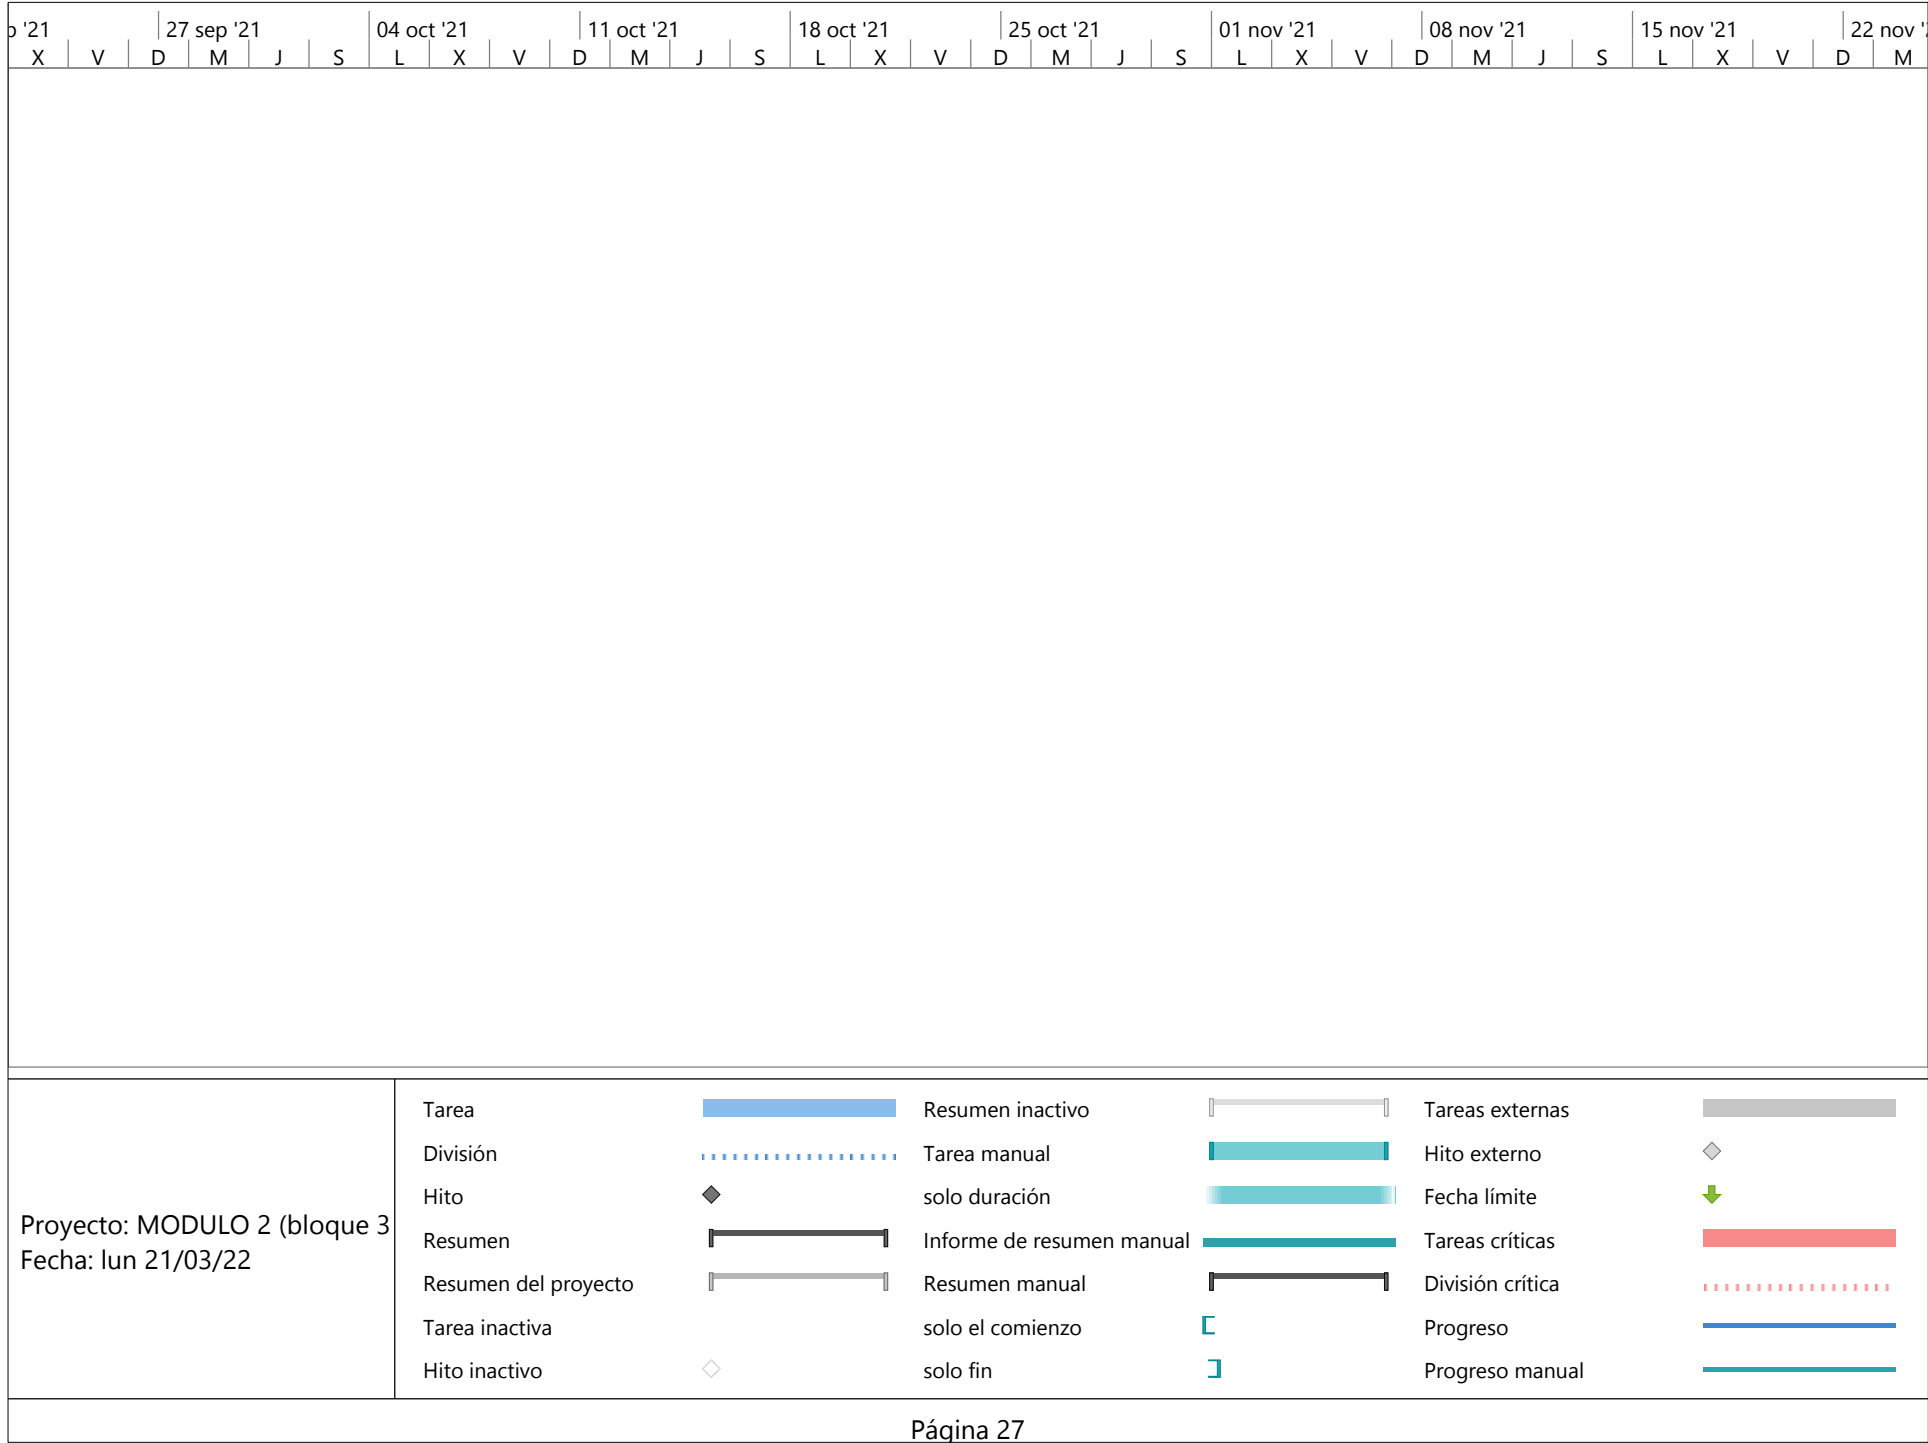 '21 27 sep '21 04 oct '21 11 oct '21 18 oct '21 25 oct '21 01 nov '21 08 nov '21 15 nov '21 22 nov '
X V D M J S L X V D M J S L X V D M J S L X V D M J S L X V D M
Tarea Resumen inactivo Tareas externas
División Tarea manual Hito externo
Hito solo duración Fecha límite
Proyecto: MODULO 2 (bloque 3
Fecha: lun 21/03/22
Resumen Informe de resumen manual Tareas críticas
Resumen del proyecto Resumen manual División crítica
Tarea inactiva solo el comienzo Progreso
Hito inactivo solo fin Progreso manual
Página 27